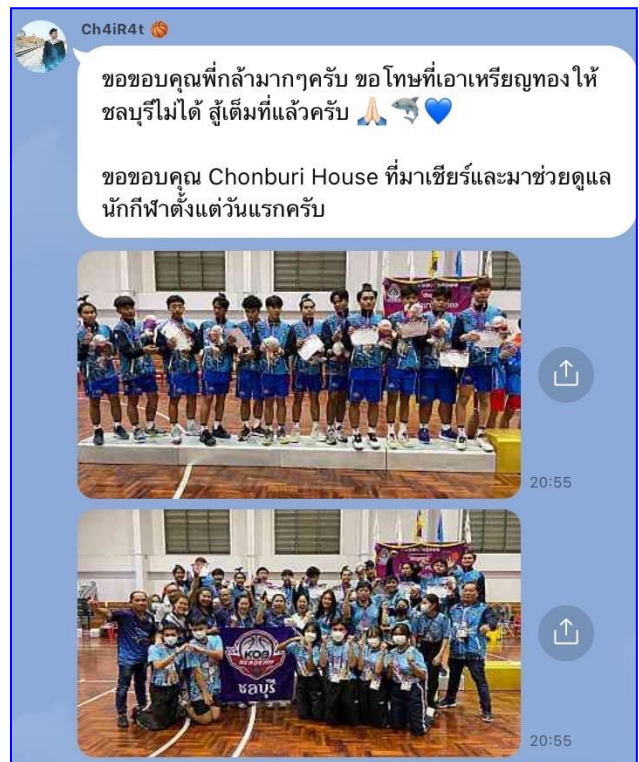 Ch4iR4t 🏀
ขอขอบคุณพี่กล้ามากๆครับ ขอโทษที่เอาเหรียญทองให้
ชลบุรีไม่ได้ สู้เต็มที่แล้วครับ 🙏🏻 🦈 💙
ขอขอบคุณ Chonburi House ที่มาเชียร์และมาช่วยดูแล
นักกีฬาตั้งแต่วันแรกครับ
20:55
KOB
ACADEMY
ชลบุรี
20:55